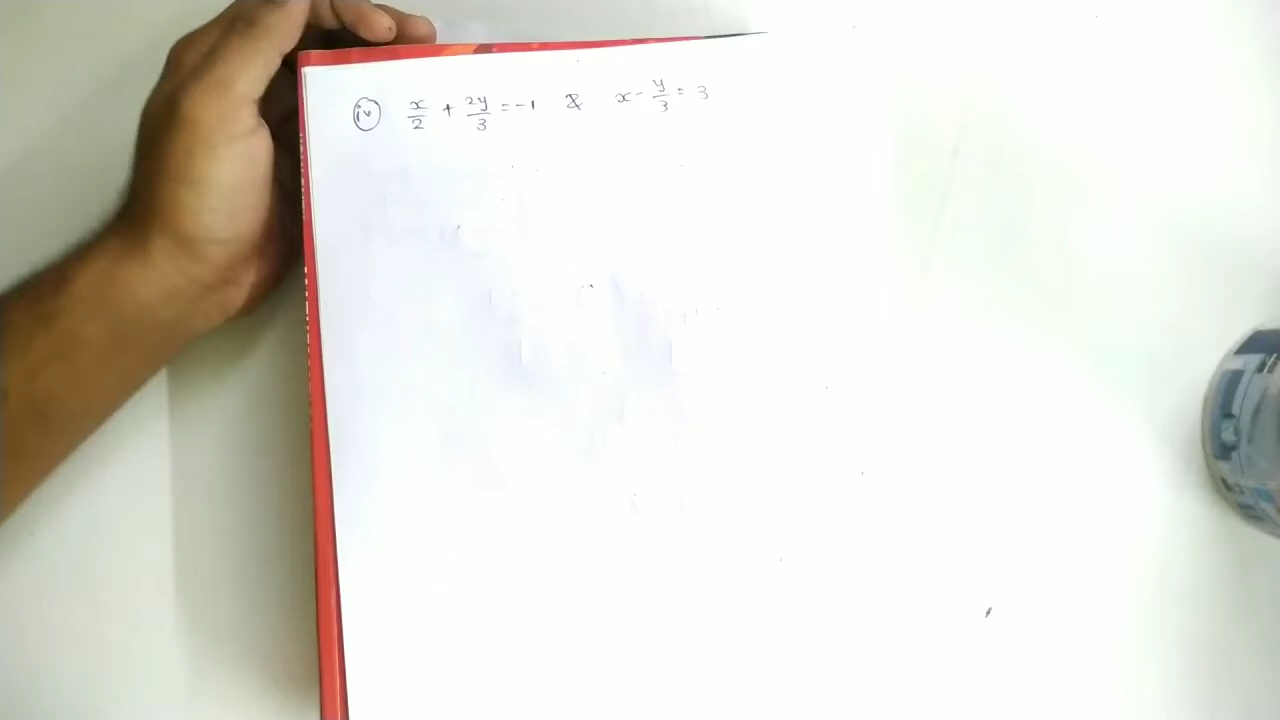 (iv) x/2 + 2y/3 = -1 & x - y/3 = 3